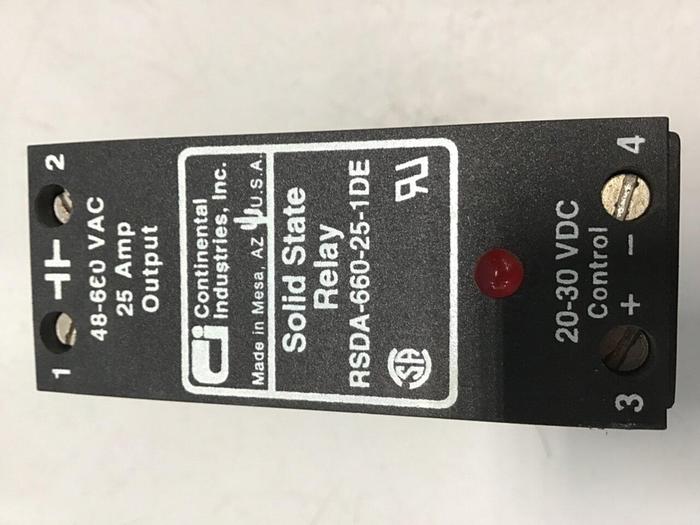 1 2
48-660 VAC
25 Amp
Output
Continental
Industries, Inc.
Made in Mesa, AZ U.S.A.
Solid State
Relay
RSDA-660-25-1DE
20-30 VDC
Control
+ −
3 4